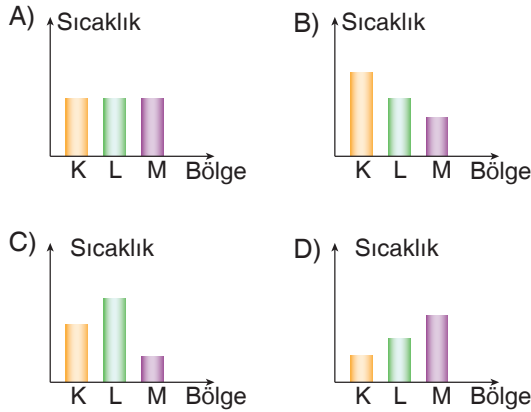 A) Sıcaklık
K L M Bölge
B) Sıcaklık
K L M Bölge
C) Sıcaklık
K L M Bölge
D) Sıcaklık
K L M Bölge